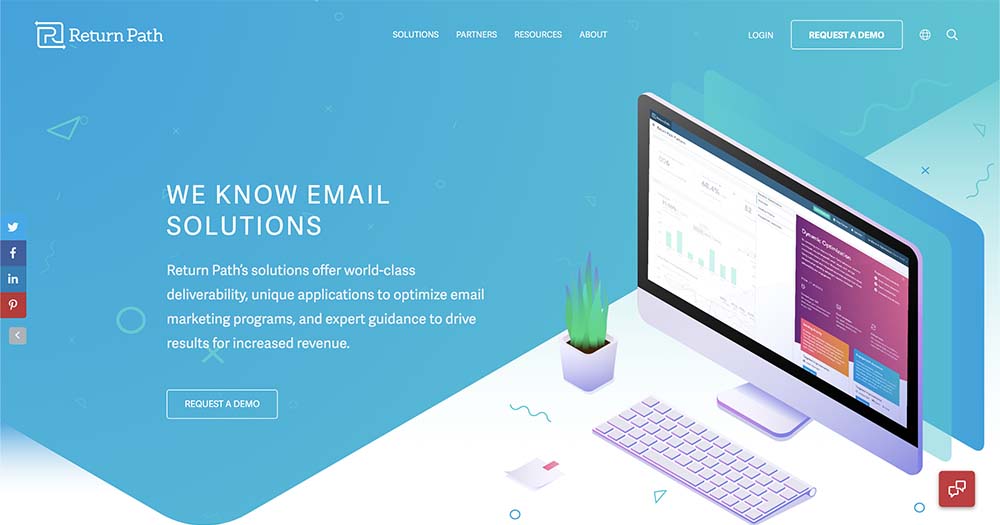 Return Path
SOLUTIONS PARTNERS RESOURCES ABOUT
LOGIN REQUEST A DEMO
WE KNOW EMAIL
SOLUTIONS
Return Path's solutions offer world-class
deliverability, unique applications to optimize email
marketing programs, and expert guidance to drive
results for increased revenue.
REQUEST A DEMO
Dynamic Optimization